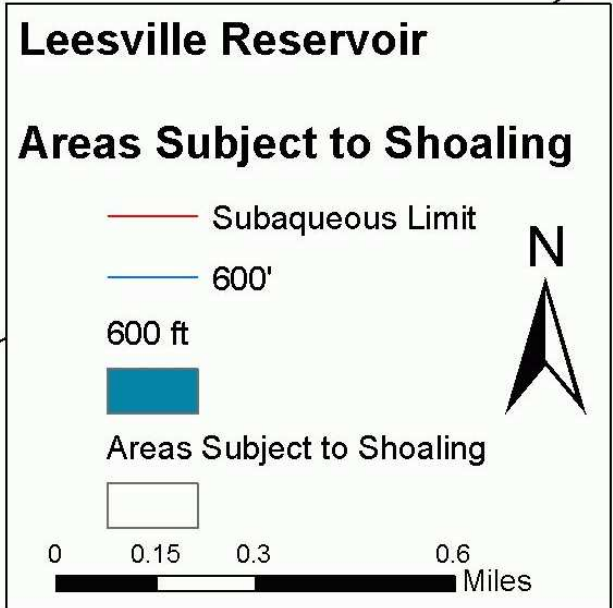 Leesville Reservoir
Areas Subject to Shoaling
Subaqueous Limit
N
600'
600 ft
Areas Subject to Shoaling
0 0.15 0.3 0.6
Miles